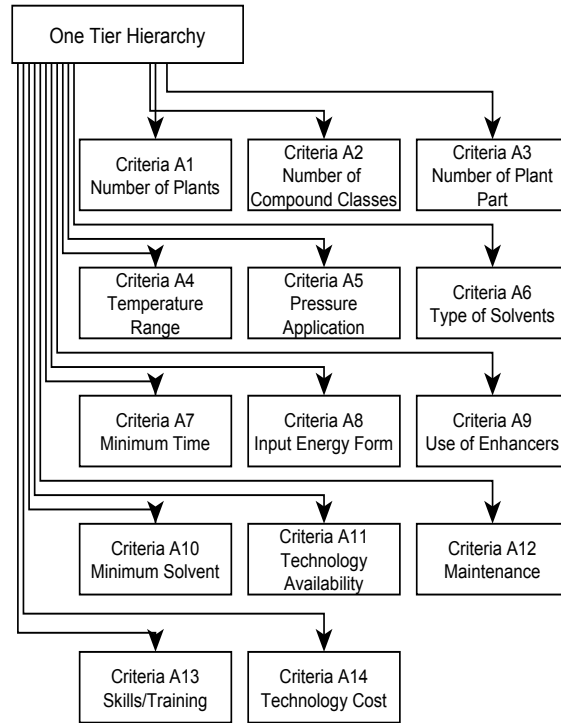 One Tier Hierarchy
Criteria A1
Number of Plants
Criteria A2
Number of
Compound Classes
Criteria A3
Number of Plant
Part
Criteria A4
Temperature
Range
Criteria A5
Pressure
Application
Criteria A6
Type of Solvents
Criteria A7
Minimum Time
Criteria A8
Input Energy Form
Criteria A9
Use of Enhancers
Criteria A10
Minimum Solvent
Criteria A11
Technology
Availability
Criteria A12
Maintenance
Criteria A13
Skills/Training
Criteria A14
Technology Cost